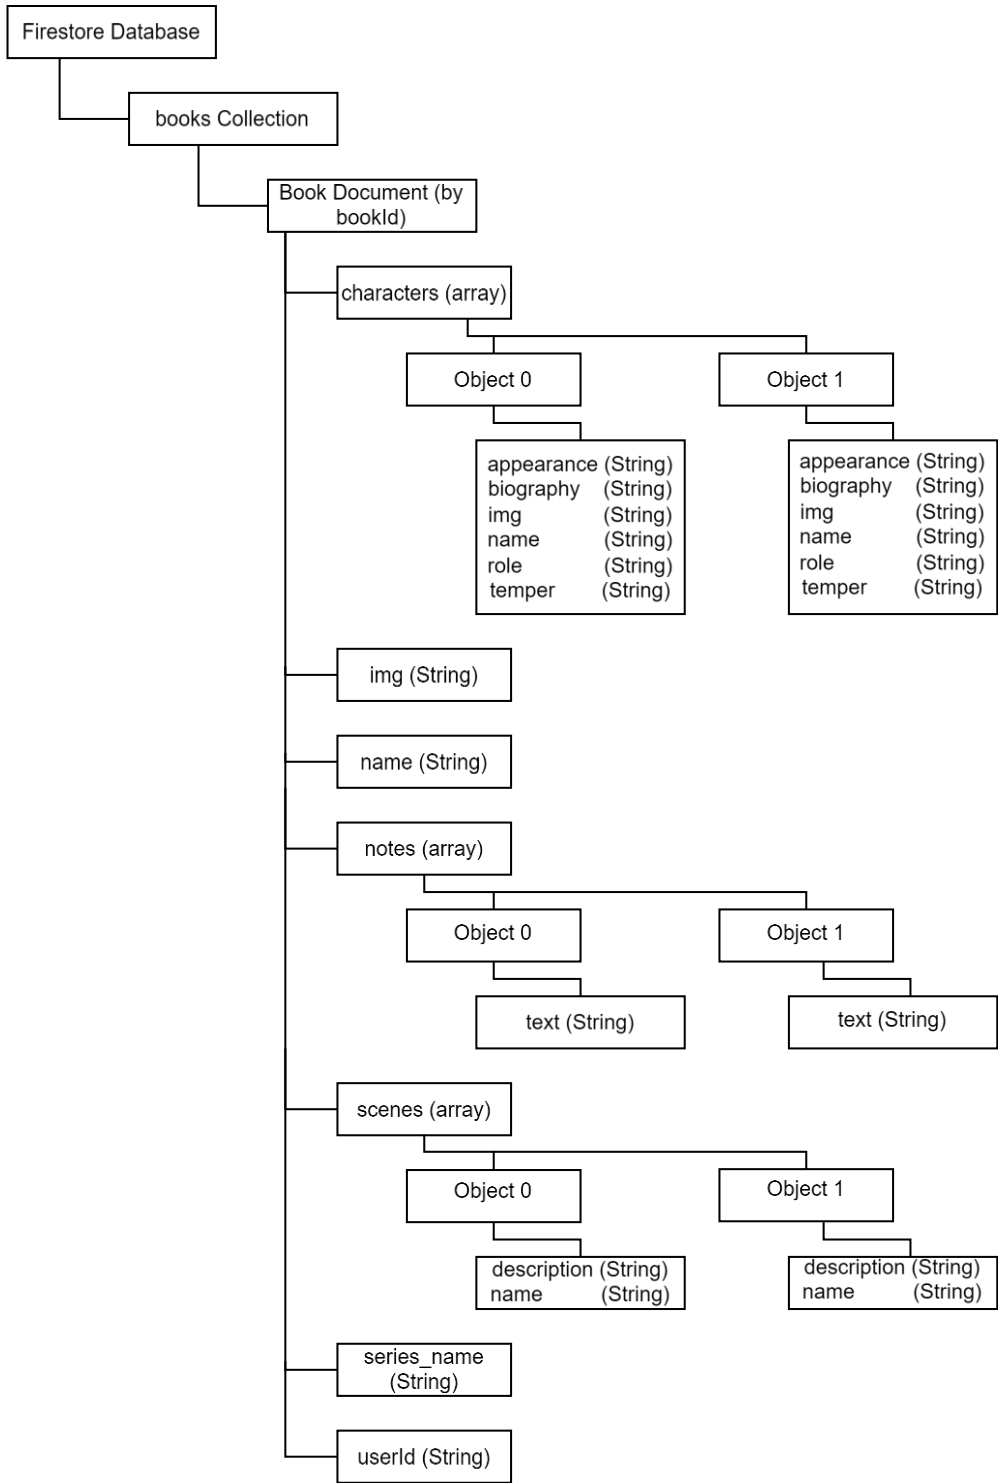 Firestore Database
books Collection
Book Document (by
bookId)
characters (array)
Object 0
Object 1
appearance (String)
biography (String)
img (String)
name (String)
role (String)
temper (String)
appearance (String)
biography (String)
img (String)
name (String)
role (String)
temper (String)
img (String)
name (String)
notes (array)
Object 0
Object 1
text (String)
text (String)
scenes (array)
Object 0
Object 1
description (String)
name (String)
description (String)
name (String)
series_name
(String)
userId (String)